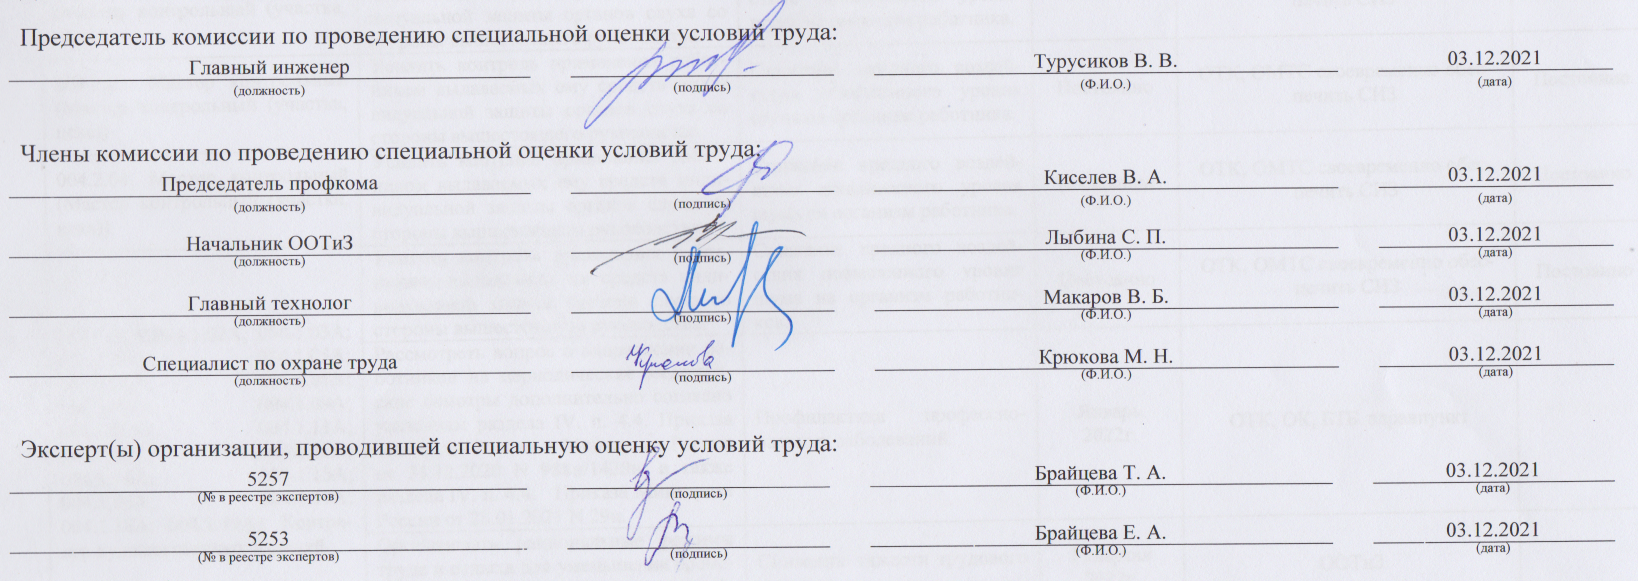 Председатель комиссии по проведению специальной оценки условий труда:
Главный инженер Турусиков В. В. 03.12.2021
(должность) (подпись) (Ф.И.О.) (дата)
Члены комиссии по проведению специальной оценки условий труда:
Председатель профкома Киселев В. А. 03.12.2021
(должность) (подпись) (Ф.И.О.) (дата)
Начальник ООТиЗ Лыбина С. П. 03.12.2021
(должность) (подпись) (Ф.И.О.) (дата)
Главный технолог Макаров В. Б. 03.12.2021
(должность) (подпись) (Ф.И.О.) (дата)
Специалист по охране труда Крюкова М. Н. 03.12.2021
(должность) (подпись) (Ф.И.О.) (дата)
Эксперт(ы) организации, проводившей специальную оценку условий труда:
5257 Брайцева Т. А. 03.12.2021
(№ в реестре экспертов) (подпись) (Ф.И.О.) (дата)
5253 Брайцева Е. А. 03.12.2021
(№ в реестре экспертов) (подпись) (Ф.И.О.) (дата)